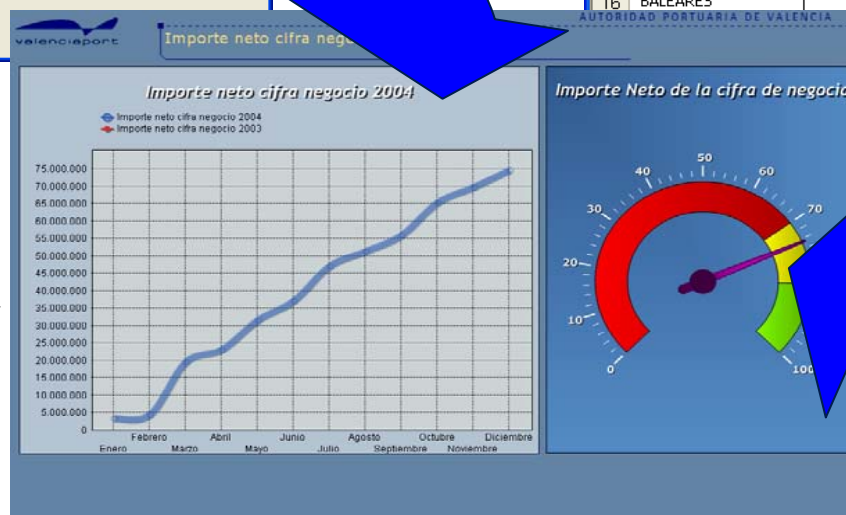 16 BALEARES
AUTORIDAD PORTUARIA DE VALENCIA
valenciaport
Importe neto cifra
Importe neto cifra negocio 2004
Importe neto cifra negocio 2004
Importe neto cifra negocio 2003
75.000.000
70.000.000
65.000.000
60.000.000
55.000.000
50.000.000
45.000.000
40.000.000
35.000.000
30.000.000
25.000.000
20.000.000
15.000.000
10.000.000
5.000.000
0
Febrero Abril Junio Agosto Octubre Diciembre
Enero Marzo Mayo Julio Septiembre Noviembre
Importe Neto de la cifra de negocio
0
10
20
30
40
50
60
70
100